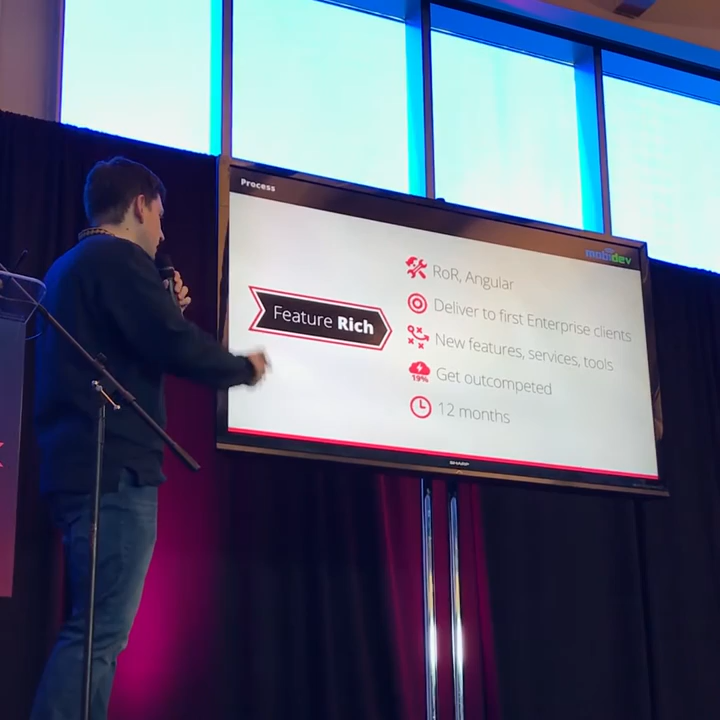 Process
mobidev
Feature Rich
RoR, Angular
Deliver to first Enterprise clients
New features, services, tools
19%
Get outcompeted
12 months
SHARP